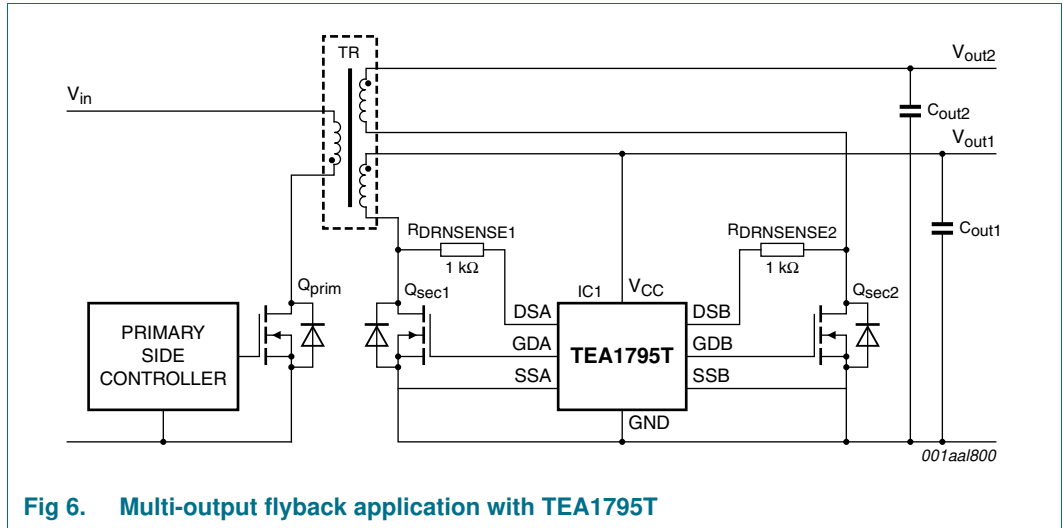 TR
Vin
Vout2
Cout2
Vout1
Cout1
RDRNSENSE1
1 kΩ
RDRNSENSE2
1 kΩ
Qprim
Qsec1
IC1
VCC
Qsec2
DSA
DSB
GDA
TEA1795T
GDB
SSA
SSB
GND
PRIMARY
SIDE
CONTROLLER
001aal800
Fig 6. Multi-output flyback application with TEA1795T